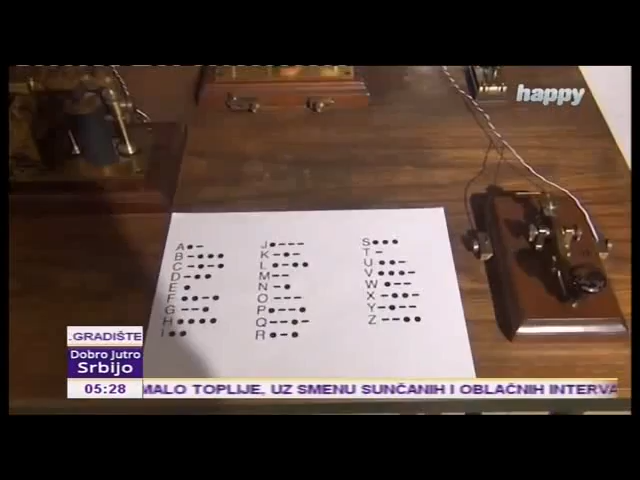 happy
A●-
B-●●●
C-●-●
D-●●
E●
F●●-●
G--●
H●●●●
I●●
J●---
K-●-
L●-●●
M--
N-●
O---
P●--●
Q--●-
R●-●
S●●●
T-
U●●-
V●●●-
W●--
X-●●-
Y-●--
Z--●●
.GRADIŠTE
Dobro Jutro
Srbijo
05:28 MALO TOPLIJE, UZ SMENU SUNČANIH I OBLAČNIH INTERVA